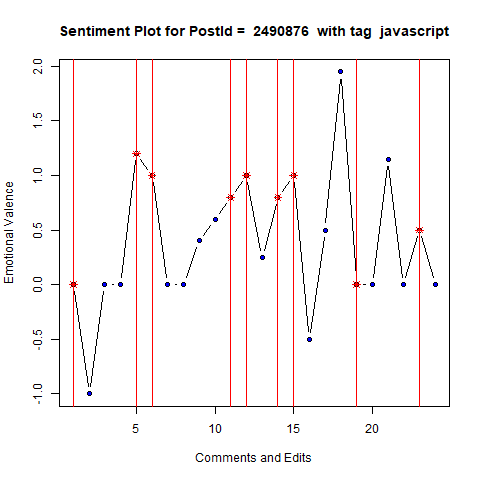 Sentiment Plot for PostId =  2490876  with tag  javascript
2.0
1.5
1.0
0.5
0.0
-0.5
-1.0
Emotional Valence
5 10 15 20
Comments and Edits